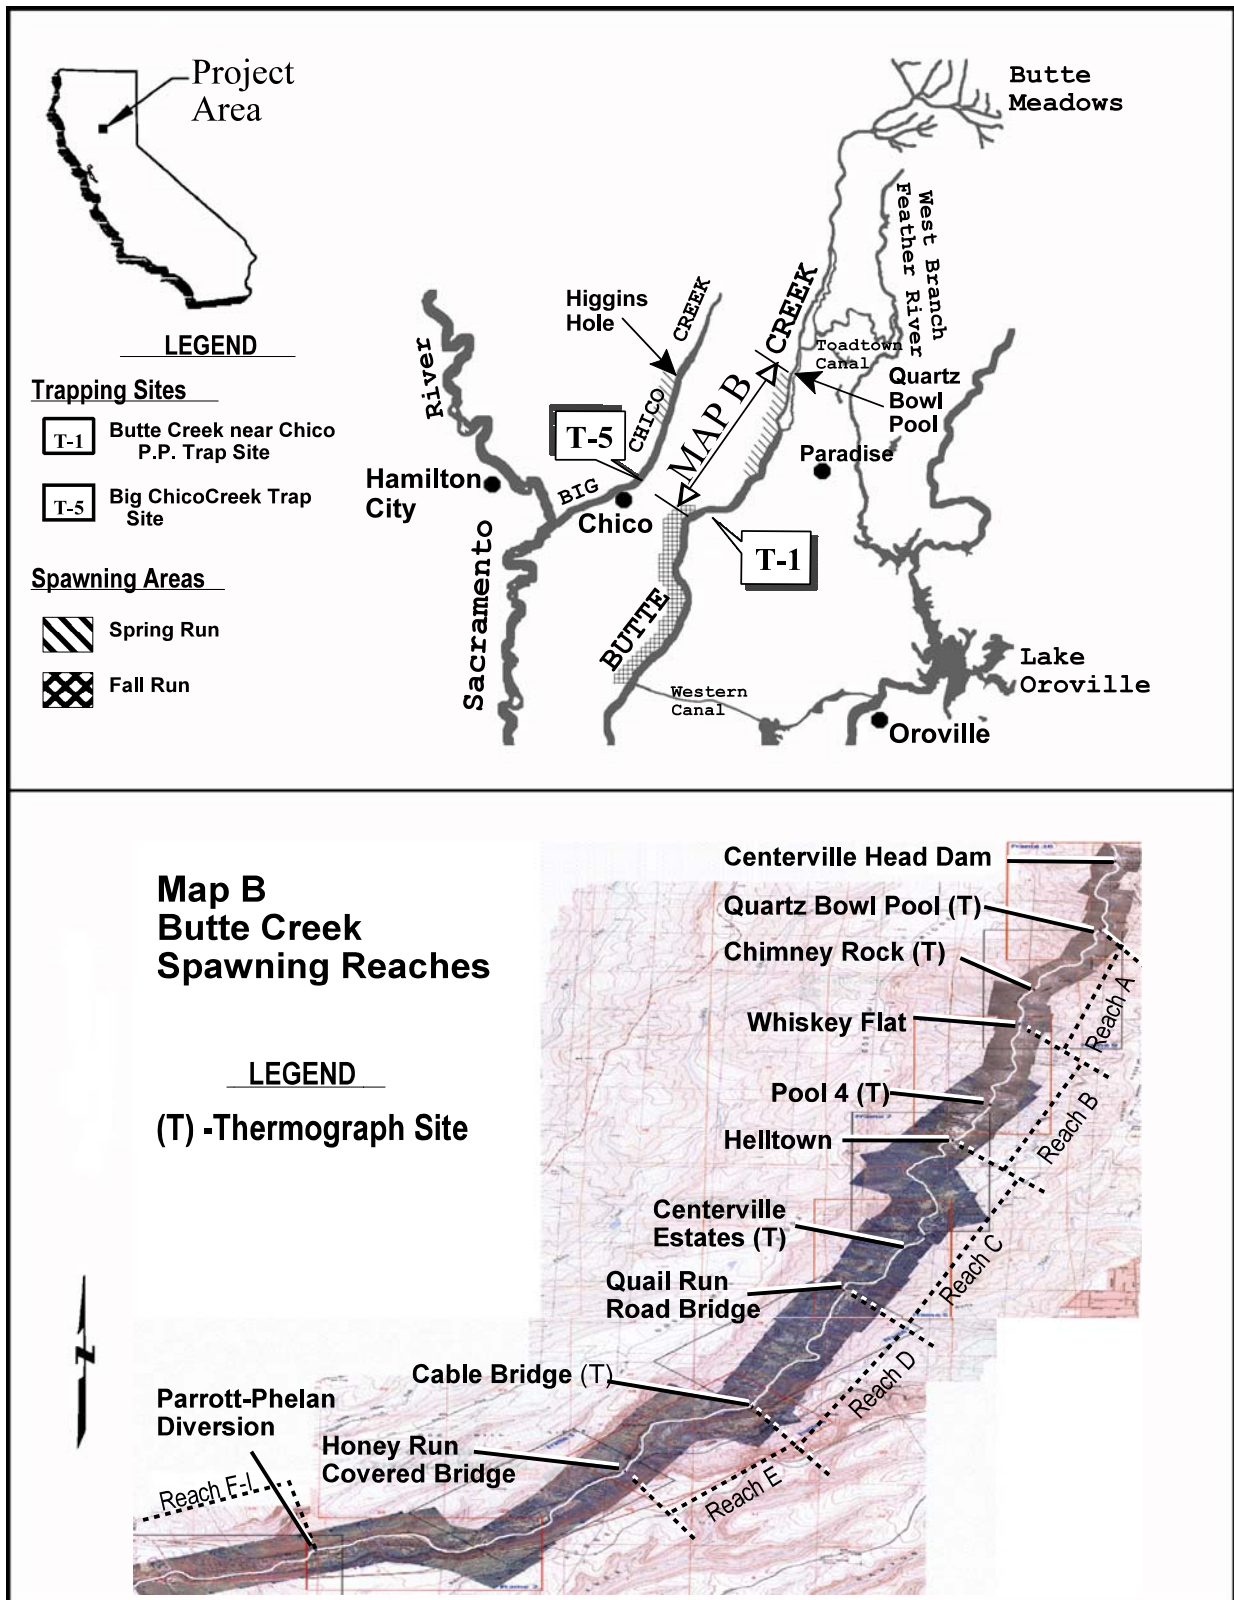 Project
Area
Butte
Meadows
West Branch
Feather River
Higgins
Hole
CREEK
CREEK
Toadtown
Canal
Quartz
Bowl
Pool
River
CHICO
MAP B
T-5
Paradise
Hamilton
City
BIG
Chico
T-1
Sacramento
BUTTE
Western
Canal
Lake
Oroville
Oroville
LEGEND
Trapping Sites
T-1
Butte Creek near Chico
P.P. Trap Site
T-5
Big ChicoCreek Trap
Site
Spawning Areas
Spring Run
Fall Run
Map B
Butte Creek
Spawning Reaches
LEGEND
(T) -Thermograph Site
N
Centerville Head Dam
Quartz Bowl Pool (T)
Chimney Rock (T)
Reach A
Whiskey Flat
Pool 4 (T)
Reach B
Helltown
Centerville
Estates (T)
Reach C
Quail Run
Road Bridge
Reach D
Cable Bridge (T)
Parrott-Phelan
Diversion
Honey Run
Covered Bridge
Reach E
Reach F-I